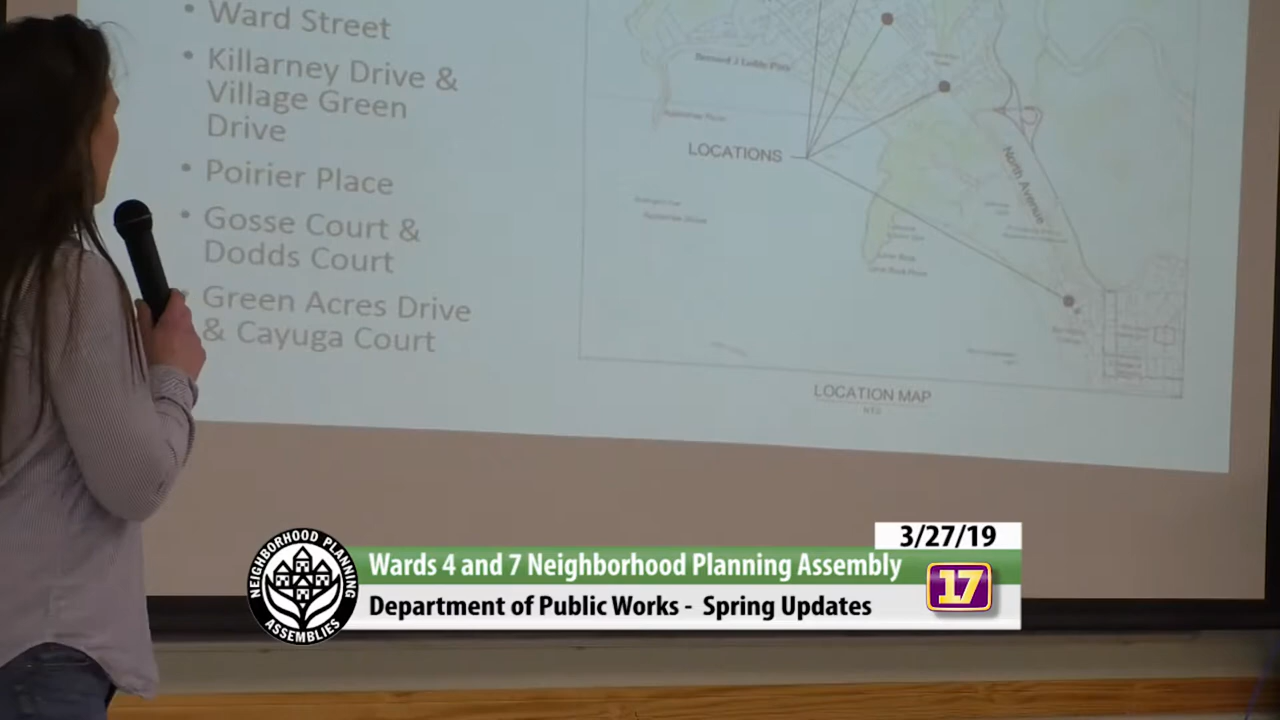 • Ward Street
• Killarney Drive &
Village Green
Drive
• Poirier Place
• Gosse Court &
Dodds Court
Green Acres Drive
& Cayuga Court
LOCATIONS
North Avenue
LOCATION MAP
NEIGHBORHOOD PLANNING
ASSEMBLIES
3/27/19
Wards 4 and 7 Neighborhood Planning Assembly
Department of Public Works - Spring Updates
17